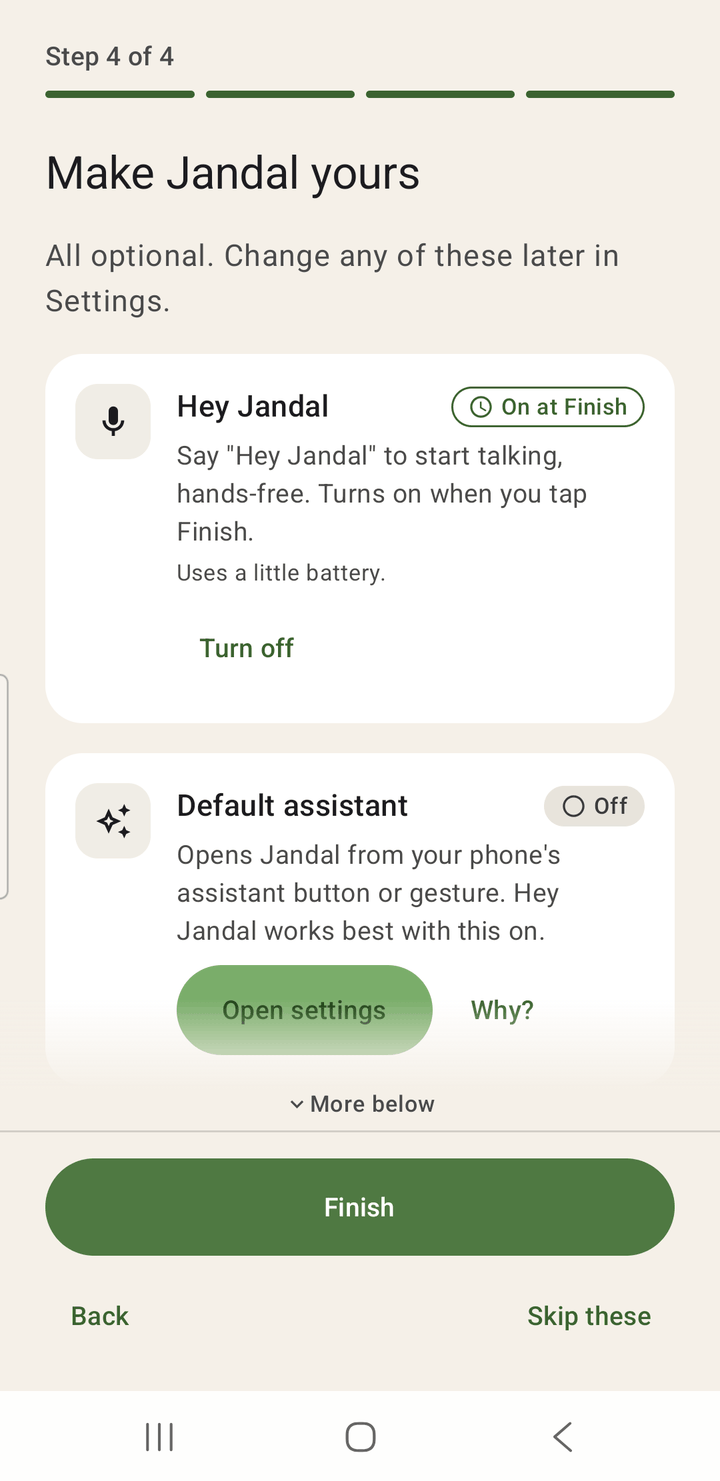 Step 4 of 4
Make Jandal yours
All optional. Change any of these later in
Settings.
Hey Jandal
On at Finish
Say "Hey Jandal" to start talking,
hands-free. Turns on when you tap
Finish.
Uses a little battery.
Turn off
Default assistant
Off
Opens Jandal from your phone's
assistant button or gesture. Hey
Jandal works best with this on.
Open settings
Why?
More below
Finish
Back
Skip these